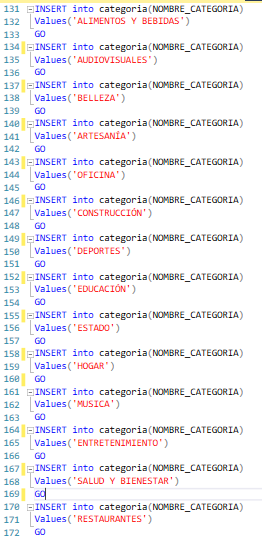 131 INSERT into categoria(NOMBRE_CATEGORIA)
132 Values('ALIMENTOS Y BEBIDAS')
133 GO
134 INSERT into categoria(NOMBRE_CATEGORIA)
135 Values('AUDIOVISUALES')
136 GO
137 INSERT into categoria(NOMBRE_CATEGORIA)
138 Values('BELLEZA')
139 GO
140 INSERT into categoria(NOMBRE_CATEGORIA)
141 Values('ARTESANÍA')
142 GO
143 INSERT into categoria(NOMBRE_CATEGORIA)
144 Values('OFICINA')
145 GO
146 INSERT into categoria(NOMBRE_CATEGORIA)
147 Values('CONSTRUCCIÓN')
148 GO
149 INSERT into categoria(NOMBRE_CATEGORIA)
150 Values('DEPORTES')
151 GO
152 INSERT into categoria(NOMBRE_CATEGORIA)
153 Values('EDUCACIÓN')
154 GO
155 INSERT into categoria(NOMBRE_CATEGORIA)
156 Values('ESTADO')
157 GO
158 INSERT into categoria(NOMBRE_CATEGORIA)
159 Values('HOGAR')
160 GO
161 INSERT into categoria(NOMBRE_CATEGORIA)
162 Values('MUSICA')
163 GO
164 INSERT into categoria(NOMBRE_CATEGORIA)
165 Values('ENTRETENIMIENTO')
166 GO
167 INSERT into categoria(NOMBRE_CATEGORIA)
168 Values('SALUD Y BIENESTAR')
169 GO
170 INSERT into categoria(NOMBRE_CATEGORIA)
171 Values('RESTAURANTES')
172 GO